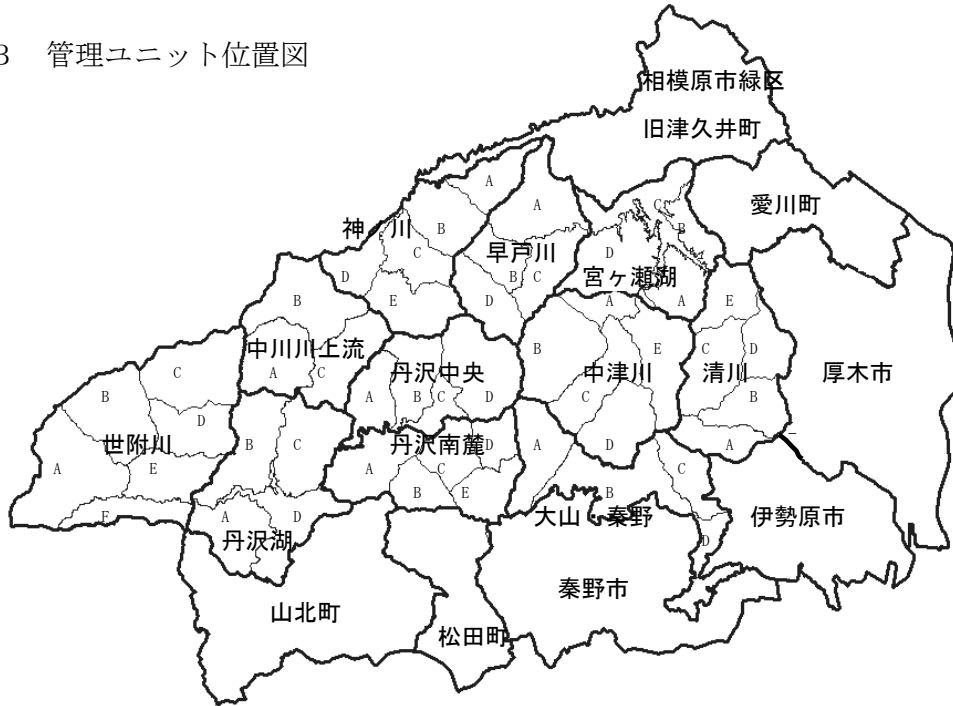 3 管理ユニット位置図
相模原市緑区
旧津久井町
愛川町
A
A
B
C
B
神ノ川
C
早戸川
D
宮ヶ瀬湖
D
B
C
E
D
A
A
E
B
中川川上流
A
C
丹沢中央
A
B
C
D
B
中津川
E
C
清川
C
D
B
A
厚木市
C
B
D
世附川
A
E
F
B
C
丹沢南麓
A
C
D
B
E
A
D
C
B
大山・秦野
D
伊勢原市
A
D
丹沢湖
山北町
松田町
秦野市